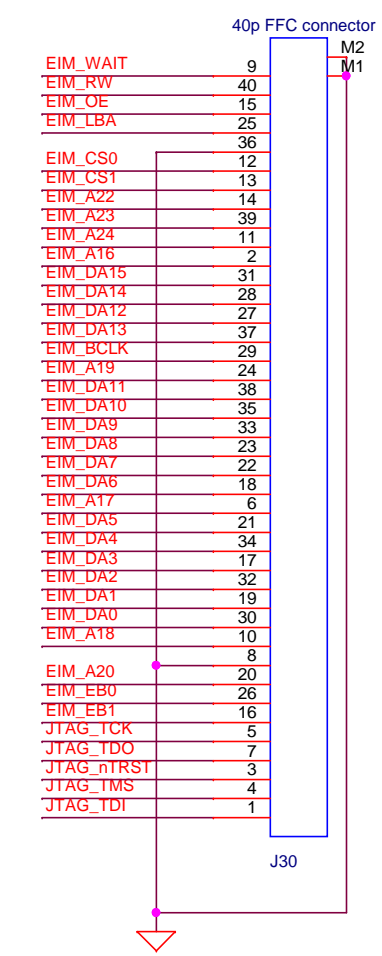 40p FFC connector
M2
EIM_WAIT 9 M1
EIM_RW 40
EIM_OE 15
EIM_LBA 25
36
EIM_CS0 12
EIM_CS1 13
EIM_A22 14
EIM_A23 39
EIM_A24 11
EIM_A16 2
EIM_DA15 31
EIM_DA14 28
EIM_DA12 27
EIM_DA13 37
EIM_BCLK 29
EIM_A19 24
EIM_DA11 38
EIM_DA10 35
EIM_DA9 33
EIM_DA8 23
EIM_DA7 22
EIM_DA6 18
EIM_A17 6
EIM_DA5 21
EIM_DA4 34
EIM_DA3 17
EIM_DA2 32
EIM_DA1 19
EIM_DA0 30
EIM_A18 10
8
EIM_A20 20
EIM_EB0 26
EIM_EB1 16
JTAG_TCK 5
JTAG_TDO 7
JTAG_nTRST 3
JTAG_TMS 4
JTAG_TDI 1
J30